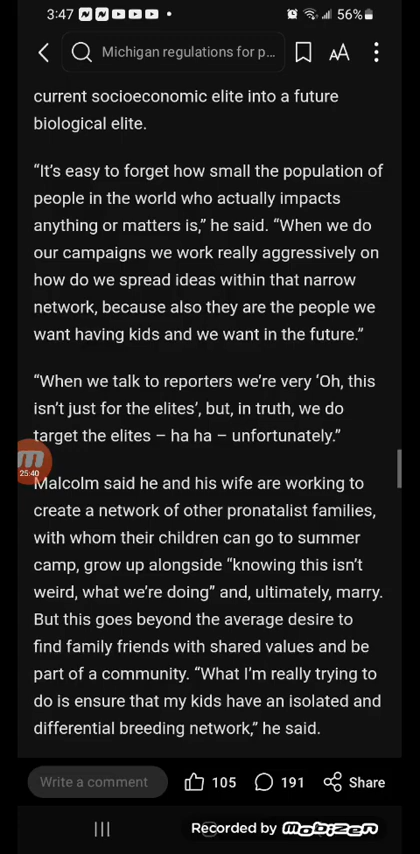 3:47
56%
Michigan regulations for p...
AA
current socioeconomic elite into a future
biological elite.
“It’s easy to forget how small the population of
people in the world who actually impacts
anything or matters is,” he said. “When we do
our campaigns we work really aggressively on
how do we spread ideas within that narrow
network, because also they are the people we
want having kids and we want in the future.”
“When we talk to reporters we’re very ‘Oh, this
isn’t just for the elites’, but, in truth, we do
target the elites – ha ha – unfortunately.”
25:40
Malcolm said he and his wife are working to
create a network of other pronatalist families,
with whom their children can go to summer
camp, grow up alongside “knowing this isn’t
weird, what we’re doing” and, ultimately, marry.
But this goes beyond the average desire to
find family friends with shared values and be
part of a community. “What I’m really trying to
do is ensure that my kids have an isolated and
differential breeding network,” he said.
Write a comment
105
191
Share
Recorded by mobizen